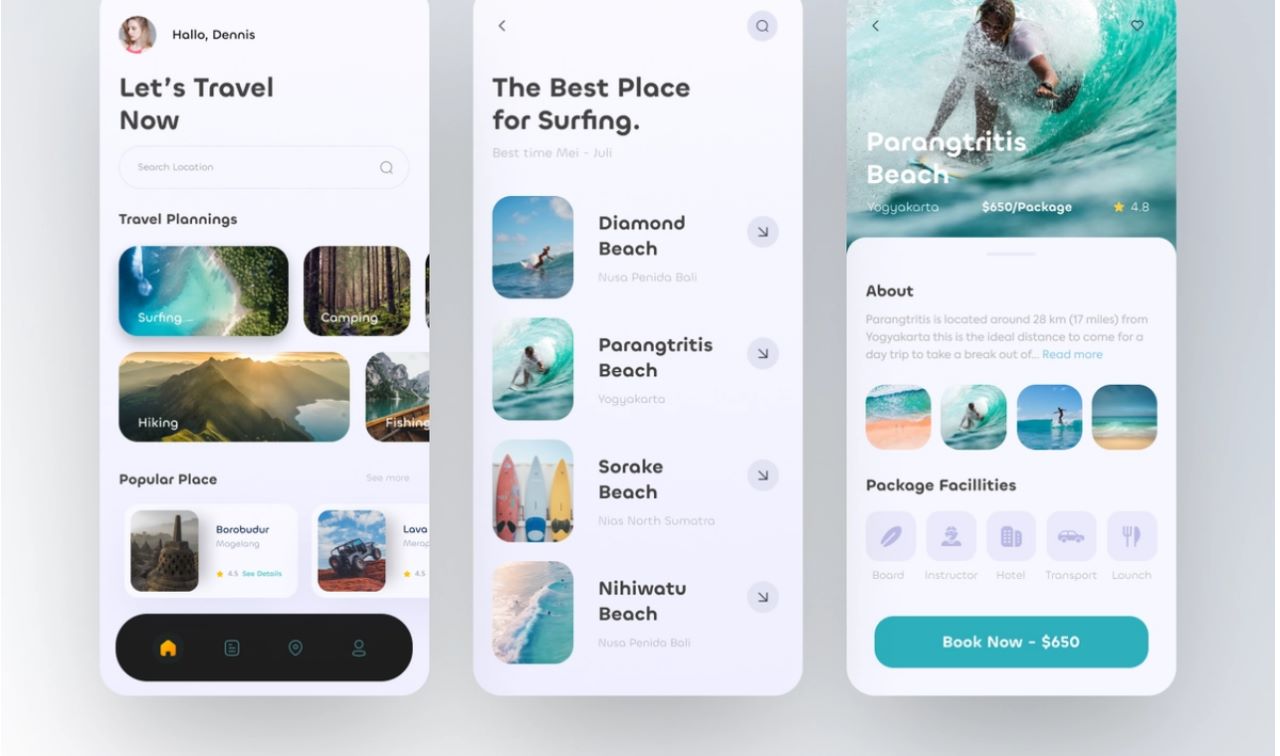 Hallo, Dennis
Let's Travel
Now
Search Location
Travel Plannings
Surfing
Camping
Hiking
Fishing
Popular Place
See more
Borobudur
Magelang
4.5 See Details
Lava
Merap
4.5
The Best Place
for Surfing.
Best time Mei - Juli
Diamond
Beach
Nusa Penida Bali
Parangtritis
Beach
Yogyakarta
Sorake
Beach
Nias North Sumatra
Nihiwatu
Beach
Nusa Penida Bali
Parangtritis
Beach
Yogyakarta
$650/Package
4.8
About
Parangtritis is located around 28 km (17 miles) from
Yogyakarta this is the ideal distance to come for a
day trip to take a break out of... Read more
Package Facillities
Board
Instructor
Hotel
Transport
Launch
Book Now - $650